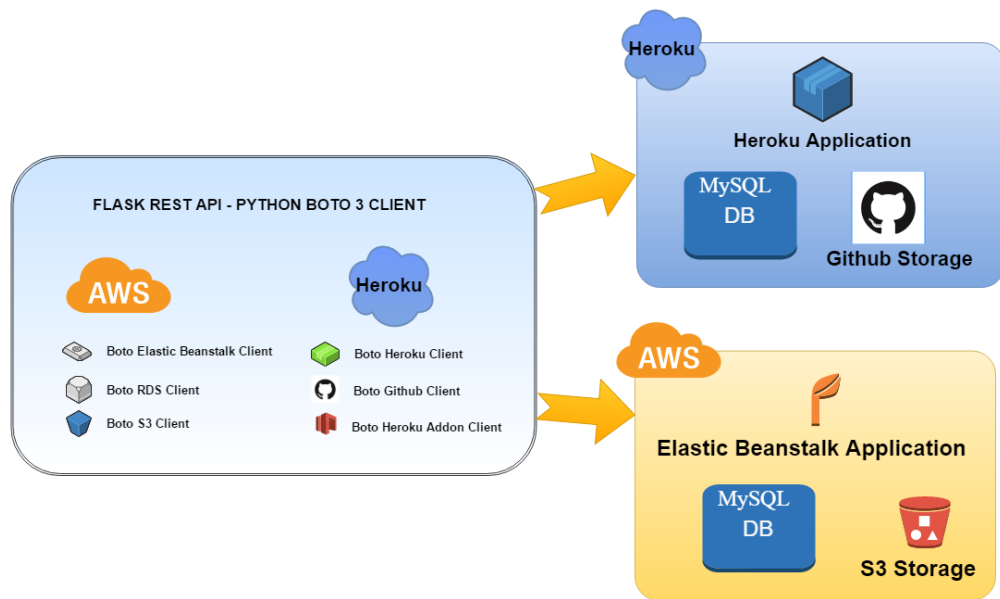 FLASK REST API - PYTHON BOTO 3 CLIENT
AWS
Heroku
Boto Elastic Beanstalk Client
Boto Heroku Client
Boto RDS Client
Boto Github Client
Boto S3 Client
Boto Heroku Addon Client
Heroku
Heroku Application
MySQL
DB
Github Storage
AWS
Elastic Beanstalk Application
MySQL
DB
S3 Storage